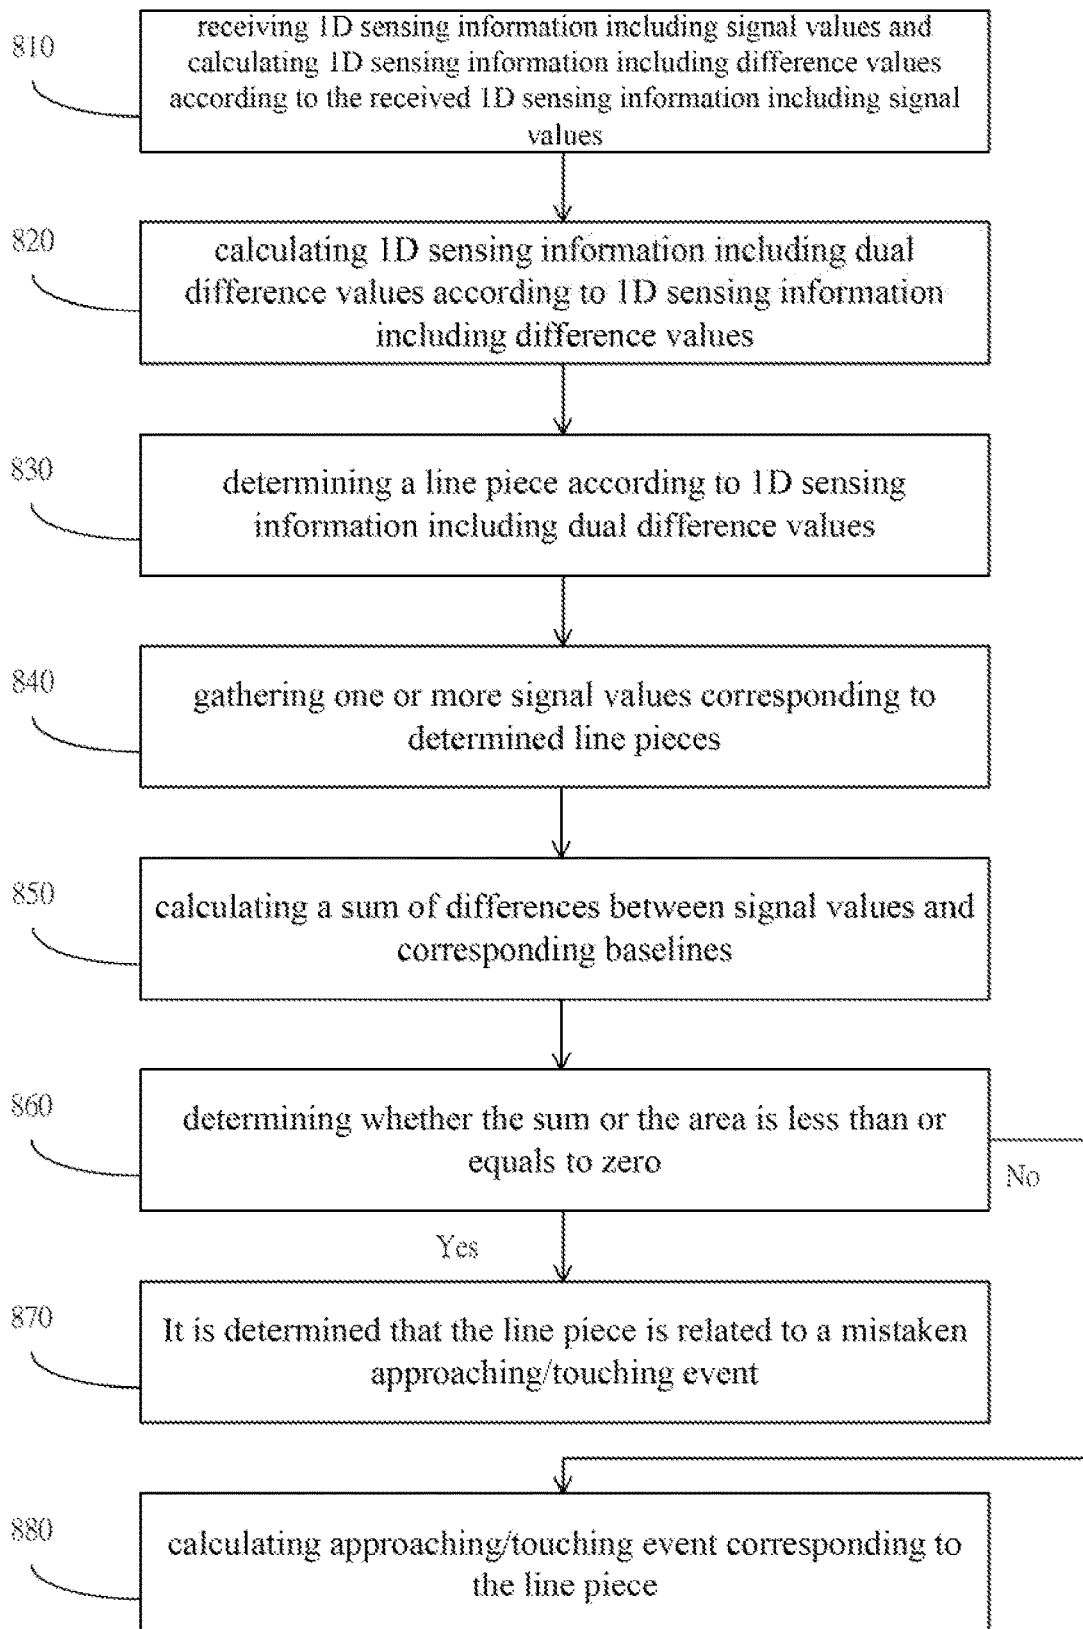 810
receiving 1D sensing information including signal values and
calculating 1D sensing information including difference values
according to the received 1D sensing information including signal
values
820
calculating 1D sensing information including dual
difference values according to 1D sensing information
including difference values
830
determining a line piece according to 1D sensing
information including dual difference values
840
gathering one or more signal values corresponding to
determined line pieces
850
calculating a sum of differences between signal values and
corresponding baselines
860
determining whether the sum or the area is less than or
equals to zero
No
Yes
870
It is determined that the line piece is related to a mistaken
approaching/touching event
880
calculating approaching/touching event corresponding to
the line piece